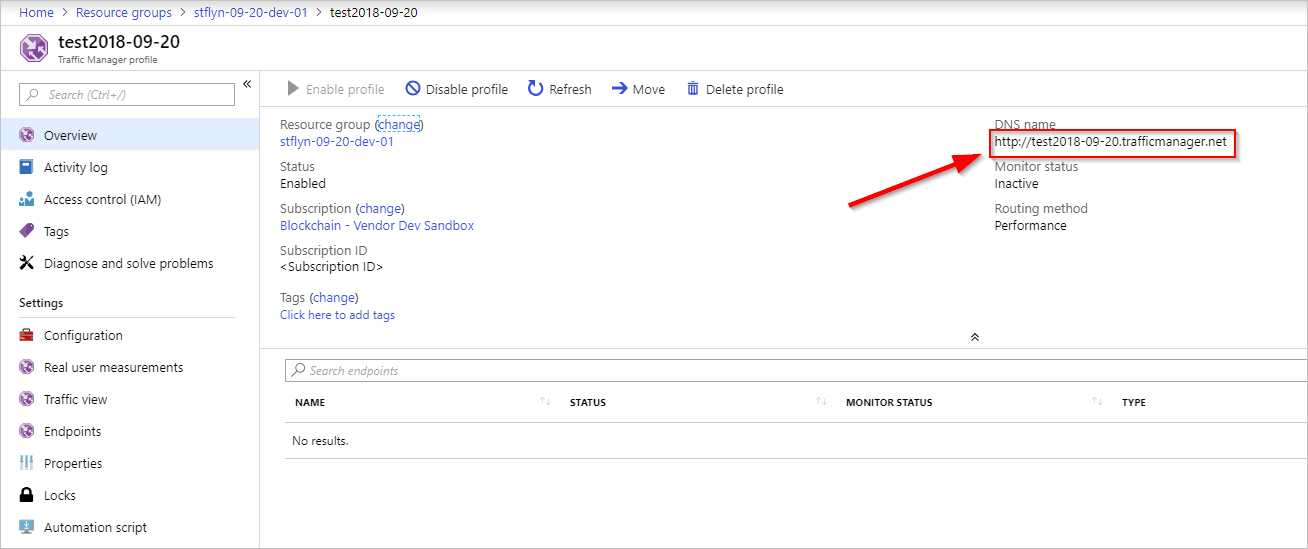 Home > Resource groups > stflyn-09-20-dev-01 > test2018-09-20
test2018-09-20
Traffic Manager profile
Search (Ctrl+/)
Overview
Activity log
Access control (IAM)
Tags
Diagnose and solve problems
Settings
Configuration
Real user measurements
Traffic view
Endpoints
Properties
Locks
Automation script
Enable profile Disable profile Refresh Move Delete profile
Resource group (change)
stflyn-09-20-dev-01
Status
Enabled
Subscription (change)
Blockchain - Vendor Dev Sandbox
Subscription ID
<Subscription ID>
Tags (change)
Click here to add tags
DNS name
http://test2018-09-20.trafficmanager.net
Monitor status
Inactive
Routing method
Performance
Search endpoints
NAME STATUS MONITOR STATUS TYPE
No results.